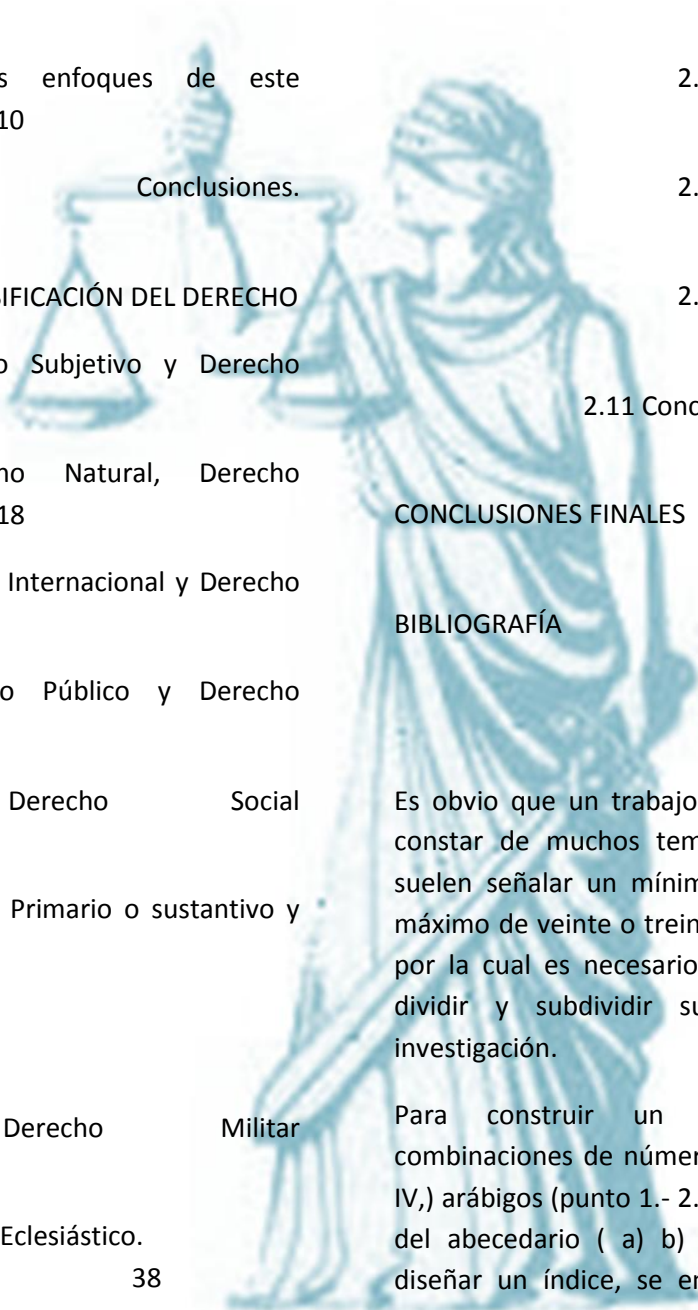 s enfoques de este
10
Conclusiones.
IFICACIÓN DEL DERECHO
o Subjetivo y Derecho
no Natural, Derecho
18
Internacional y Derecho
o Público y Derecho
Derecho Social
Primario o sustantivo y
Derecho Militar
Eclesiástico.
38
2.
2.
2.
2.11 Conc
CONCLUSIONES FINALES
BIBLIOGRAFÍA
Es obvio que un trabajo
constar de muchos tem
suelen señalar un mínim
máximo de veinte o trein
por la cual es necesario
dividir y subdividir su
investigación.
Para construir un
combinaciones de númer
IV,) arábigos (punto 1.- 2.
del abecedario ( a) b)
diseñar un índice, se en